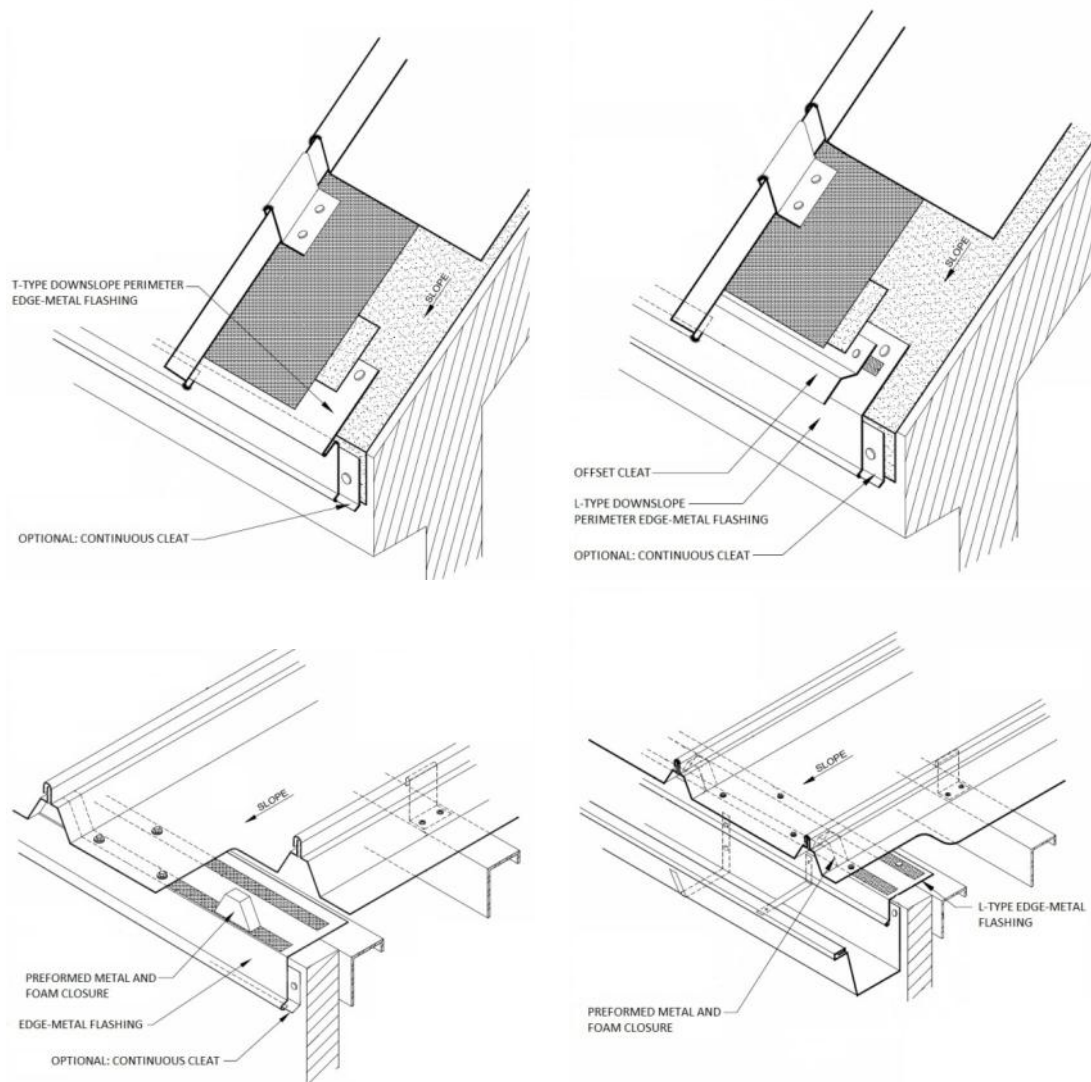 T-TYPE DOWNSLOPE PERIMETER
EDGE-METAL FLASHING
SLOPE
OPTIONAL: CONTINUOUS CLEAT
SLOPE
OFFSET CLEAT
L-TYPE DOWNSLOPE
PERIMETER EDGE-METAL FLASHING
OPTIONAL: CONTINUOUS CLEAT
SLOPE
PREFORMED METAL AND
FOAM CLOSURE
EDGE-METAL FLASHING
OPTIONAL: CONTINUOUS CLEAT
SLOPE
L-TYPE EDGE-METAL
FLASHING
PREFORMED METAL AND
FOAM CLOSURE